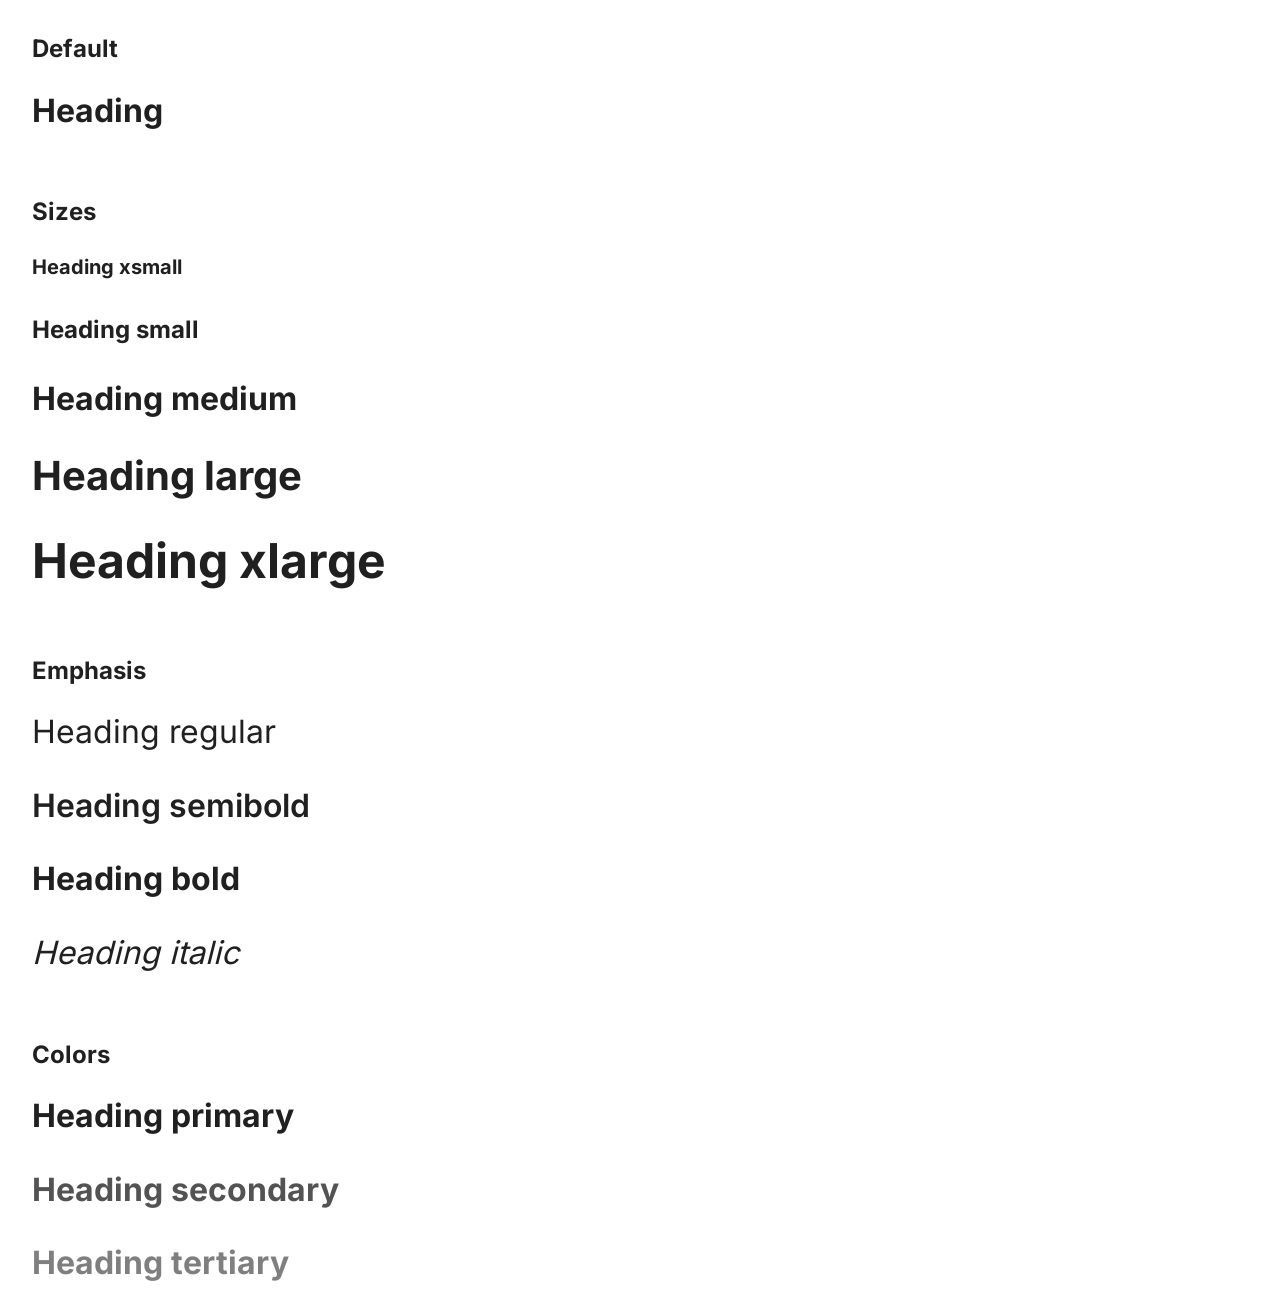 Default
Heading
Sizes
Heading xsmall
Heading small
Heading medium
Heading large
Heading xlarge
Emphasis
Heading regular
Heading semibold
Heading bold
Heading italic
Colors
Heading primary
Heading secondary
Heading tertiary